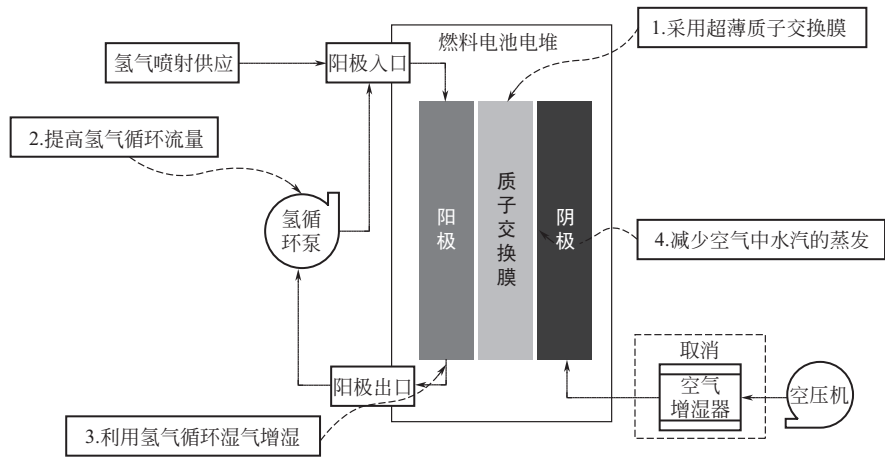 燃料电池电堆
1.采用超薄质子交换膜
氢气喷射供应
阳极入口
2.提高氢气循环流量
氢循
环泵
阳
极
质
子
交
换
膜
阴
极
4.减少空气中水汽的蒸发
取消
阳极出口
空气
增湿器
空压机
3.利用氢气循环湿气增湿